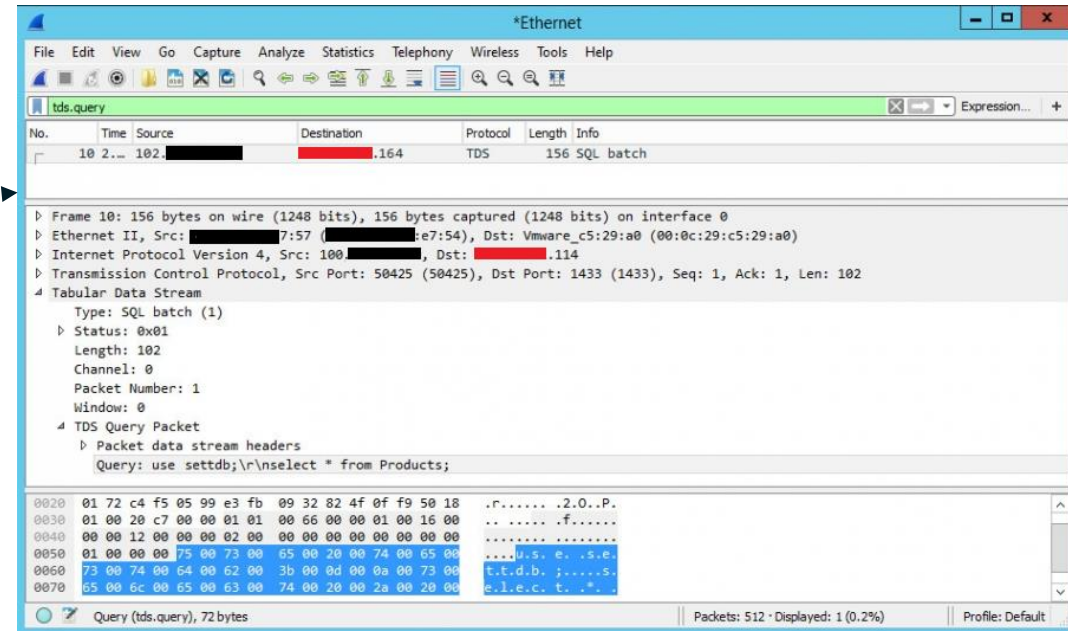 *Ethernet
File Edit View Go Capture Analyze Statistics Telephony Wireless Tools Help
tds.query Expression... +
No. Time Source Destination Protocol Length Info
10 2.… 102. .164 TDS 156 SQL batch
Frame 10: 156 bytes on wire (1248 bits), 156 bytes captured (1248 bits) on interface 0
Ethernet II, Src: 7:57 ( :e7:54), Dst: Vmware_c5:29:a0 (00:0c:29:c5:29:a0)
Internet Protocol Version 4, Src: 100. , Dst: .114
Transmission Control Protocol, Src Port: 50425 (50425), Dst Port: 1433 (1433), Seq: 1, Ack: 1, Len: 102
Tabular Data Stream
Type: SQL batch (1)
Status: 0x01
Length: 102
Channel: 0
Packet Number: 1
Window: 0
TDS Query Packet
Packet data stream headers
Query: use settdb;\r\nselect * from Products;
0020 01 72 c4 f5 05 99 e3 fb 09 32 82 4f 0f f9 50 18 .r...... .2.O..P.
0030 01 00 20 c7 00 00 01 01 00 66 00 00 01 00 16 00 .. ..... .f......
0040 00 00 12 00 00 00 02 00 00 00 00 00 00 00 00 00 ........ ........
0050 01 00 00 00 75 00 73 00 65 00 20 00 74 00 65 00 ....u.s. e. .s.e.
0060 73 00 74 00 64 00 62 00 3b 00 0d 00 0a 00 73 00 t.t.d.b. ;.....s.
0070 65 00 6c 00 65 00 63 00 74 00 20 00 2a 00 20 00 e.l.e.c. t. .*. .
Query (tds.query), 72 bytes Packets: 512 · Displayed: 1 (0.2%) Profile: Default